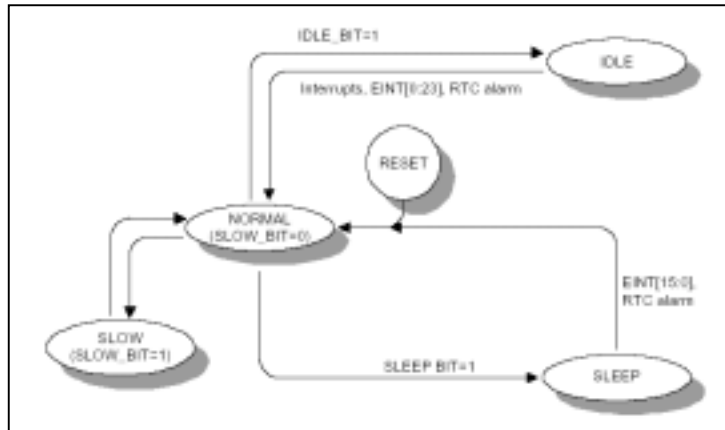 IDLE_BIT=1
IDLE
Interrupts, EINT[0:23], RTC alarm
RESET
NORMAL
(SLOW_BIT=0)
EINT[15:0],
RTC alarm
SLOW
(SLOW_BIT=1)
SLEEP BIT=1
SLEEP